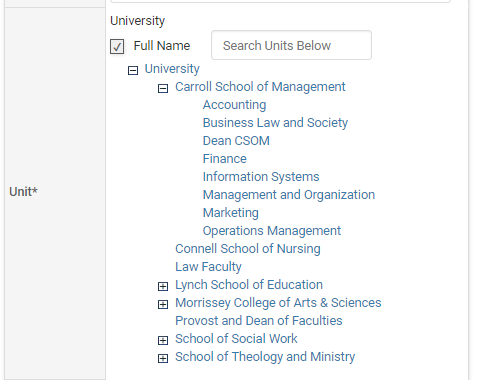 University
Full Name
Search Units Below
University
Carroll School of Management
Accounting
Business Law and Society
Dean CSOM
Finance
Information Systems
Management and Organization
Marketing
Operations Management
Connell School of Nursing
Law Faculty
Unit*
Lynch School of Education
Morrissey College of Arts & Sciences
Provost and Dean of Faculties
School of Social Work
School of Theology and Ministry